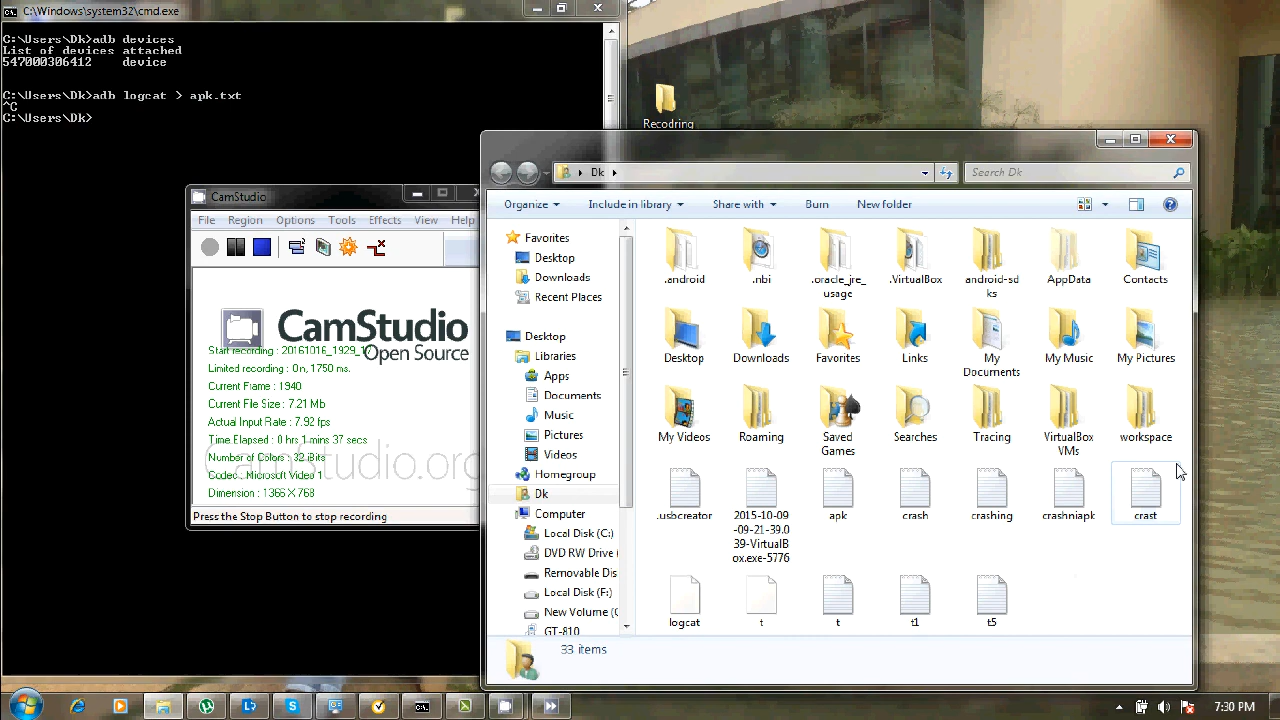 C:\Windows\system32\cmd.exe
C:\Users\Dk>adb devices
List of devices attached
547000306412 device
C:\Users\Dk>adb logcat > apk.txt
^C
C:\Users\Dk>
Recodring
CamStudio
File Region Options Tools Effects View Help
CamStudio
Open Source
Start recording : 20161016_1929_17
Limited recording : 0n, 1750 ms.
Current Frame : 1940
Current File Size : 7.21 Mb
Actual Input Rate : 7.92 fps
Time Elapsed : 0 hrs 1 mins 37 secs
Number of Colors : 32 iBits
Codec : Microsoft Video 1
Dimension : 1366 X 768
CamStudio.org
Press the Stop Button to stop recording
Dk
Search Dk
Organize Include in library Share with Burn New folder
Favorites
Desktop
Downloads
Recent Places
Desktop
Libraries
Apps
Documents
Music
Pictures
Videos
Homegroup
Dk
Computer
Local Disk (C:)
DVD RW Drive (
Removable Dis
Local Disk (F:)
New Volume (
GT-810
.android
.nbi
.oracle_jre_
usage
.VirtualBox
android-sd
ks
AppData
Contacts
Desktop
Downloads
Favorites
Links
My
Documents
My Music
My Pictures
My Videos
Roaming
Saved
Games
Searches
Tracing
VirtualBox
VMs
workspace
.usbcreator
2015-10-09
-09-21-39.0
39-VirtualB
ox.exe-5776
apk
crash
crashing
crashniapk
crast
logcat
t
t
t1
t5
33 items
7:30 PM